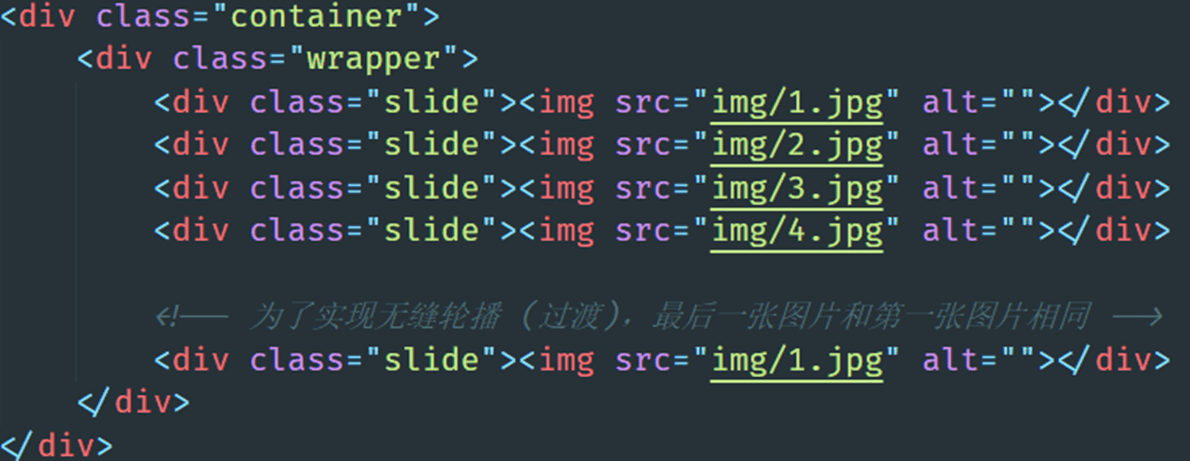 <div class="container">
    <div class="wrapper">
        <div class="slide"><img src="img/1.jpg" alt=""></div>
        <div class="slide"><img src="img/2.jpg" alt=""></div>
        <div class="slide"><img src="img/3.jpg" alt=""></div>
        <div class="slide"><img src="img/4.jpg" alt=""></div>

        <!-- 为了实现无缝轮播（过渡），最后一张图片和第一张图片相同 -->
        <div class="slide"><img src="img/1.jpg" alt=""></div>
    </div>
</div>